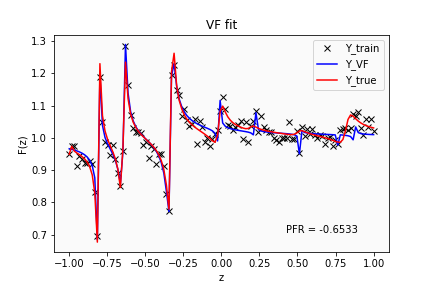 VF fit
Y_train
Y_VF
Y_true
F(z)
1.3
1.2
1.1
1.0
0.9
0.8
0.7
PFR = -0.6533
−1.00 −0.75 −0.50 −0.25 0.00 0.25 0.50 0.75 1.00
z